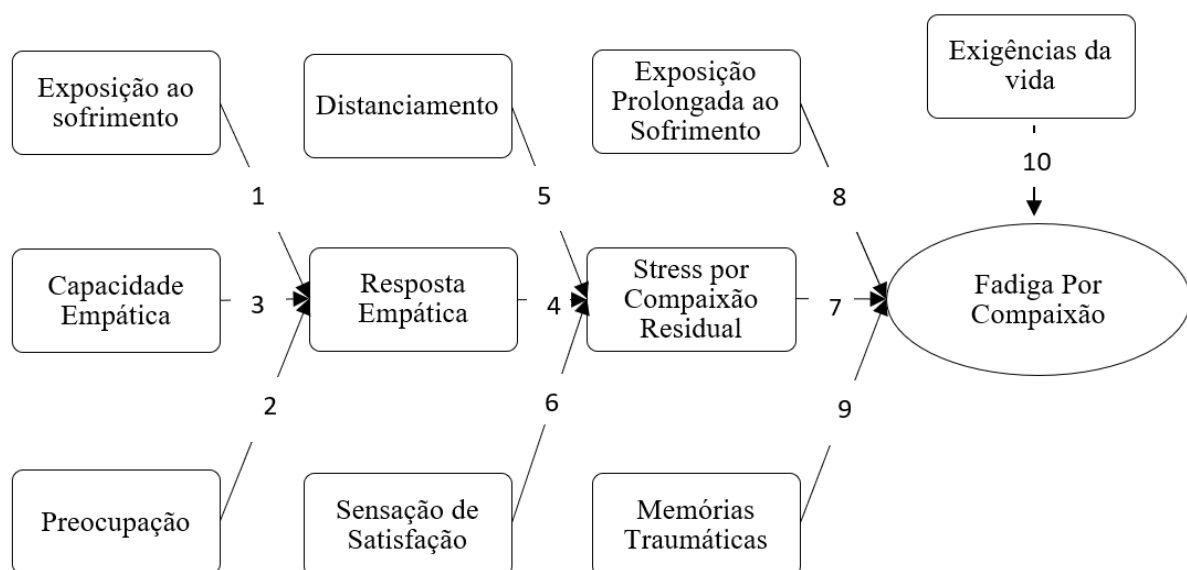 Exposição ao
sofrimento
Distanciamento
Exposição
Prolongada ao
Sofrimento
Exigências da
vida
1
5
8
10
Capacidade
Empática
3
Resposta
Empática
4
Stress por
Compaixão
Residual
7
Fadiga Por
Compaixão
2
6
9
Preocupação
Sensação de
Satisfação
Memórias
Traumáticas